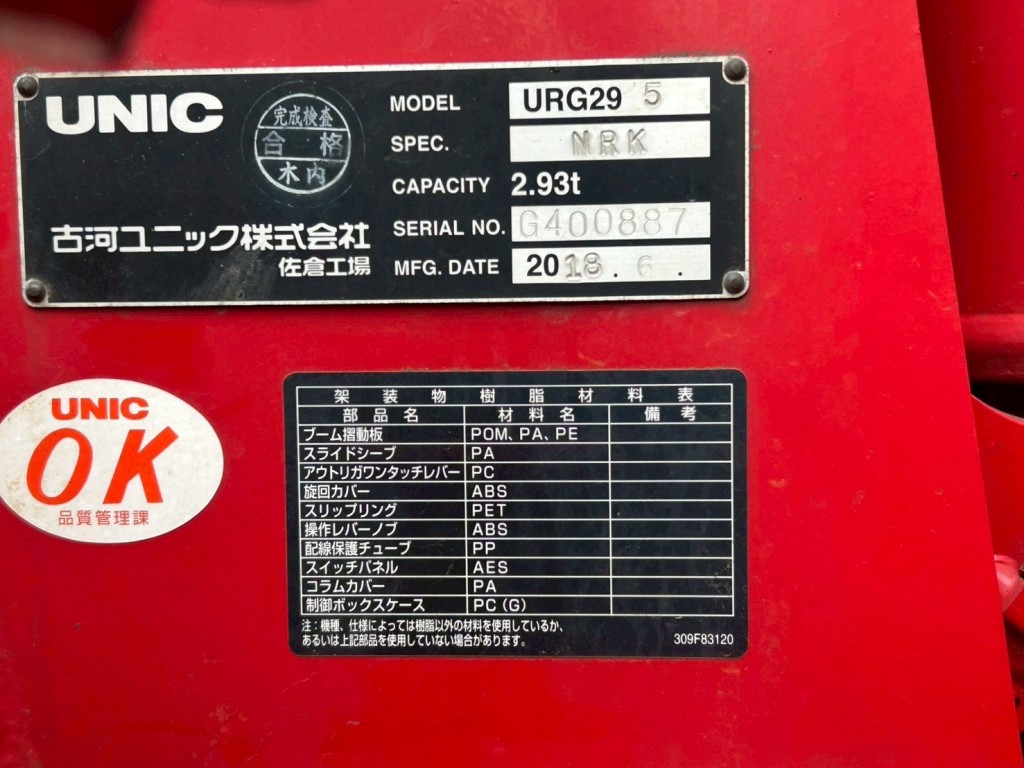 UNIC
完成検査
合格
木内
古河ユニック株式会社
佐倉工場
MODEL URG29 5
SPEC. NRK
CAPACITY 2.93t
SERIAL NO. G400887
MFG. DATE 2018.6.
UNIC
OK
品質管理課
架装物樹脂材料表
部品名 材料名 備考
ブーム摺動板 POM、PA、PE
スライドシーブ PA
アウトリガワンタッチレバー PC
旋回カバー ABS
スリップリング PET
操作レバーノブ ABS
配線保護チューブ PP
スイッチパネル AES
コラムカバー PA
制御ボックスケース PC(G)
注:機種、仕様によっては樹脂以外の材料を使用しているか、
あるいは上記部品を使用していない場合があります。 309F83120